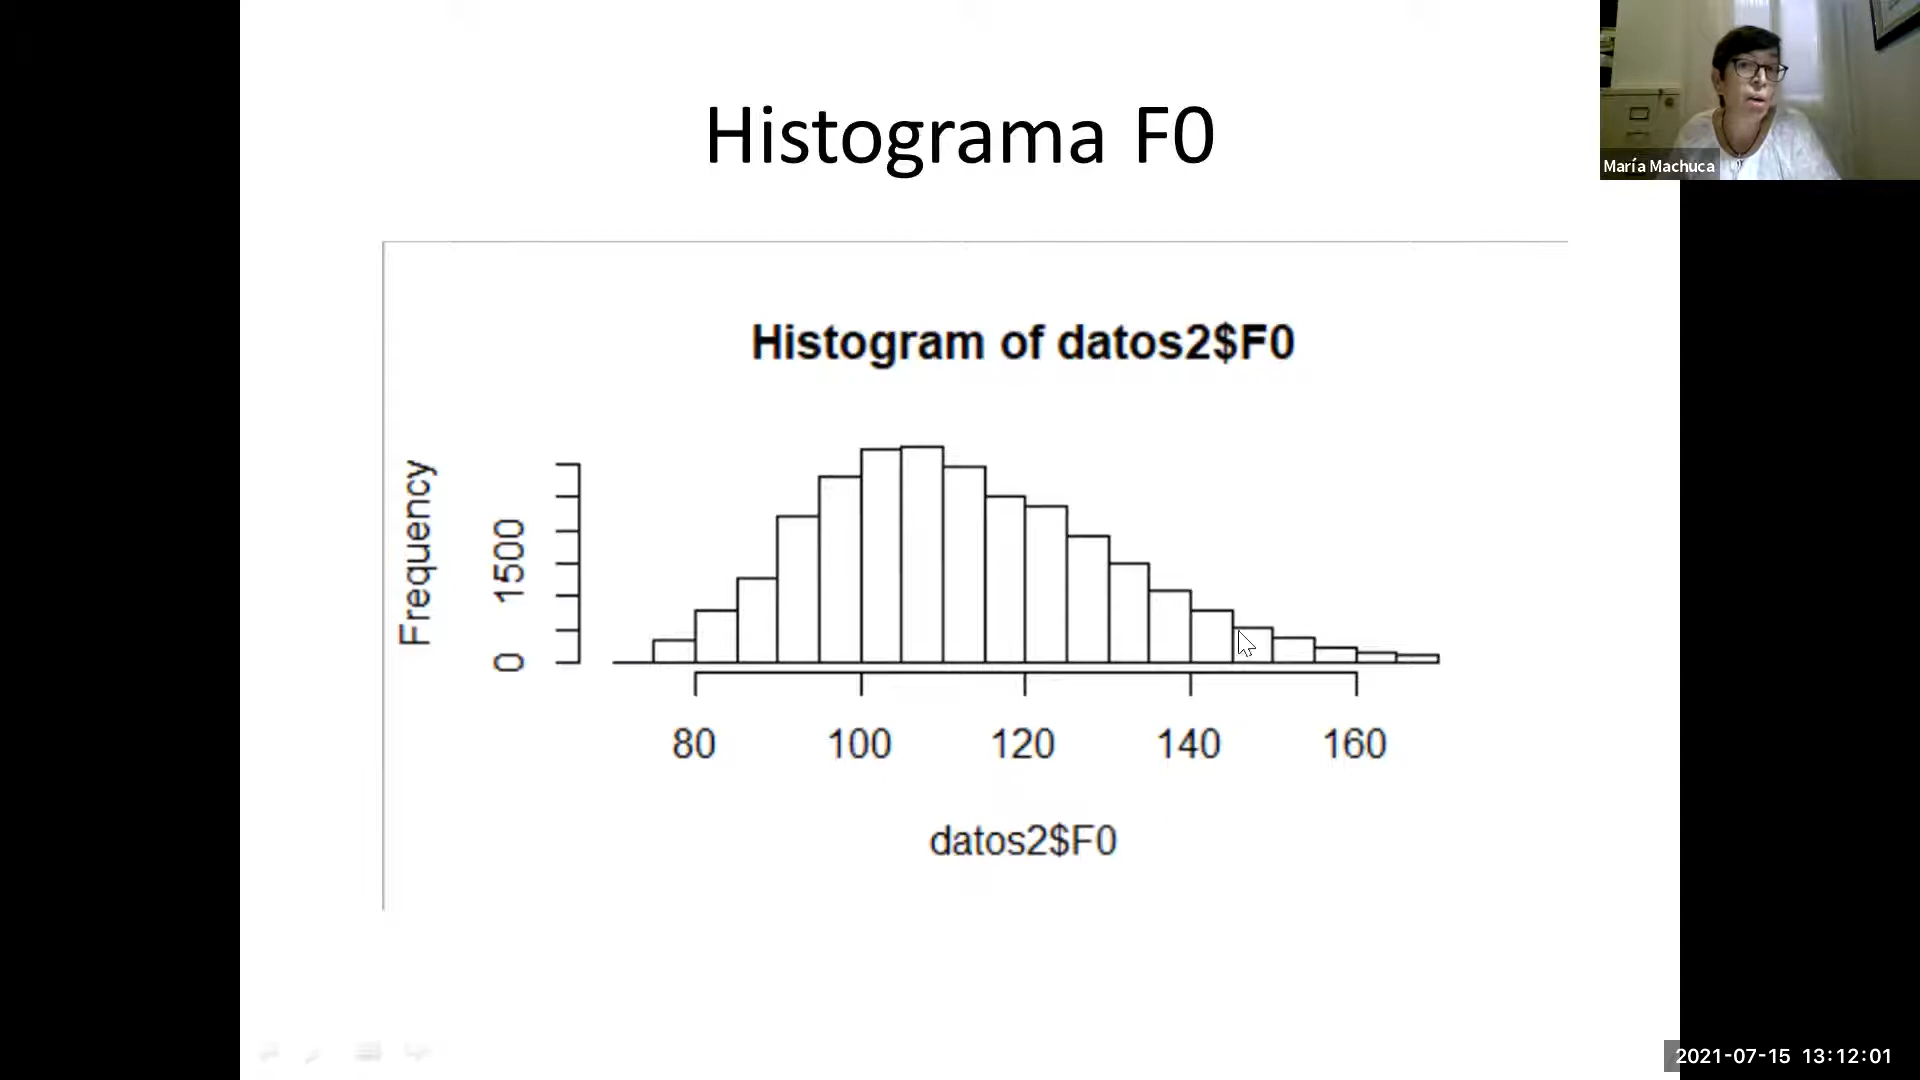 Histograma F0
María Machuca
Histogram of datos2$F0
Frequency
1500
0
80 100 120 140 160
datos2$F0
2021-07-15 13:12:01